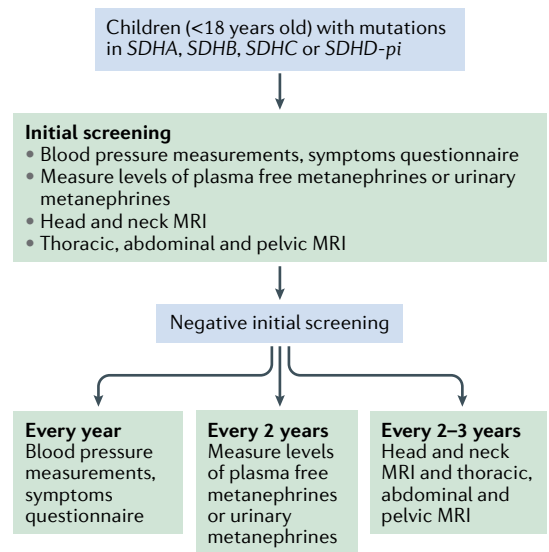 Children (<18 years old) with mutations
in SDHA, SDHB, SDHC or SDHD-pi
Initial screening
• Blood pressure measurements, symptoms questionnaire
• Measure levels of plasma free metanephrines or urinary
metanephrines
• Head and neck MRI
• Thoracic, abdominal and pelvic MRI
Negative initial screening
Every year
Blood pressure
measurements,
symptoms
questionnaire
Every 2 years
Measure levels
of plasma free
metanephrines
or urinary
metanephrines
Every 2–3 years
Head and neck
MRI and thoracic,
abdominal and
pelvic MRI